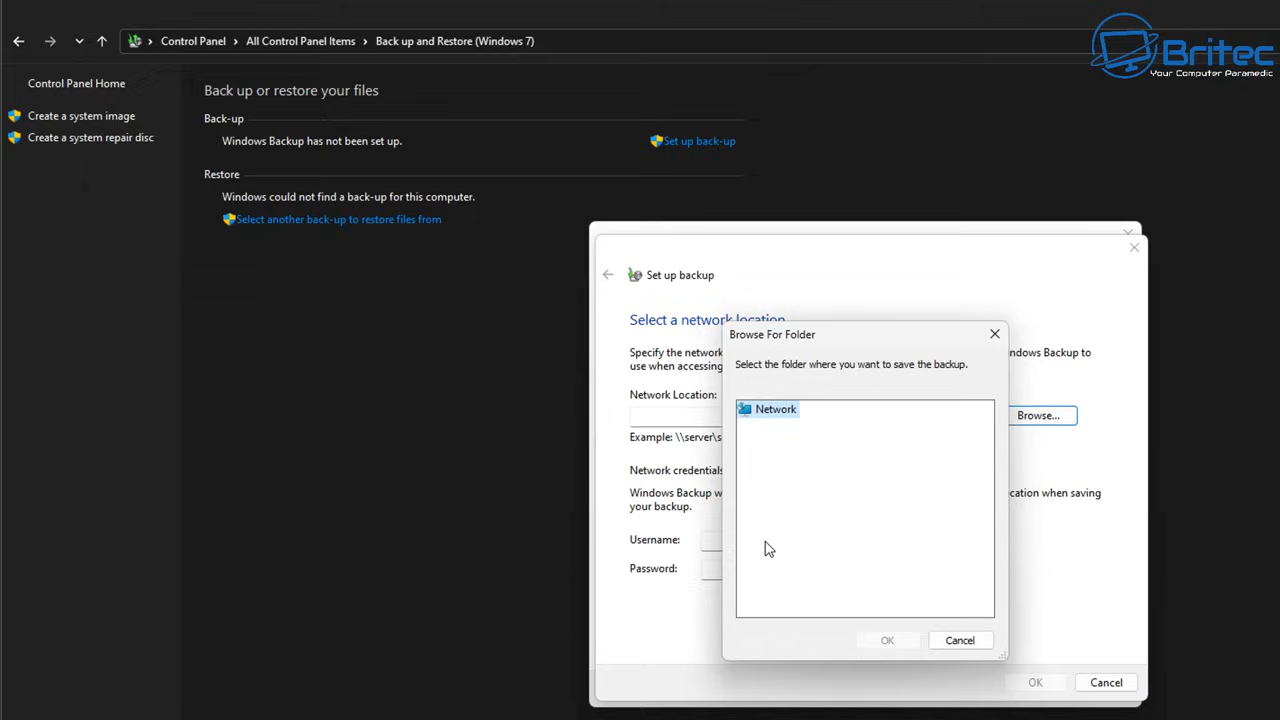 Control Panel > All Control Panel Items > Back up and Restore (Windows 7)
Britec
Your Computer Paramedic
Control Panel Home
Create a system image
Create a system repair disc
Back up or restore your files
Back-up
Windows Backup has not been set up.
Set up back-up
Restore
Windows could not find a back-up for this computer.
Select another back-up to restore files from
Set up backup
Select a network location
Specify the network
ndows Backup to
use when accessing
Network Location:
Browse...
Example: \\server\s
Network credentials
Windows Backup w
cation when saving
your backup.
Username:
Password:
OK
Cancel
Browse For Folder
Select the folder where you want to save the backup.
Network
OK
Cancel